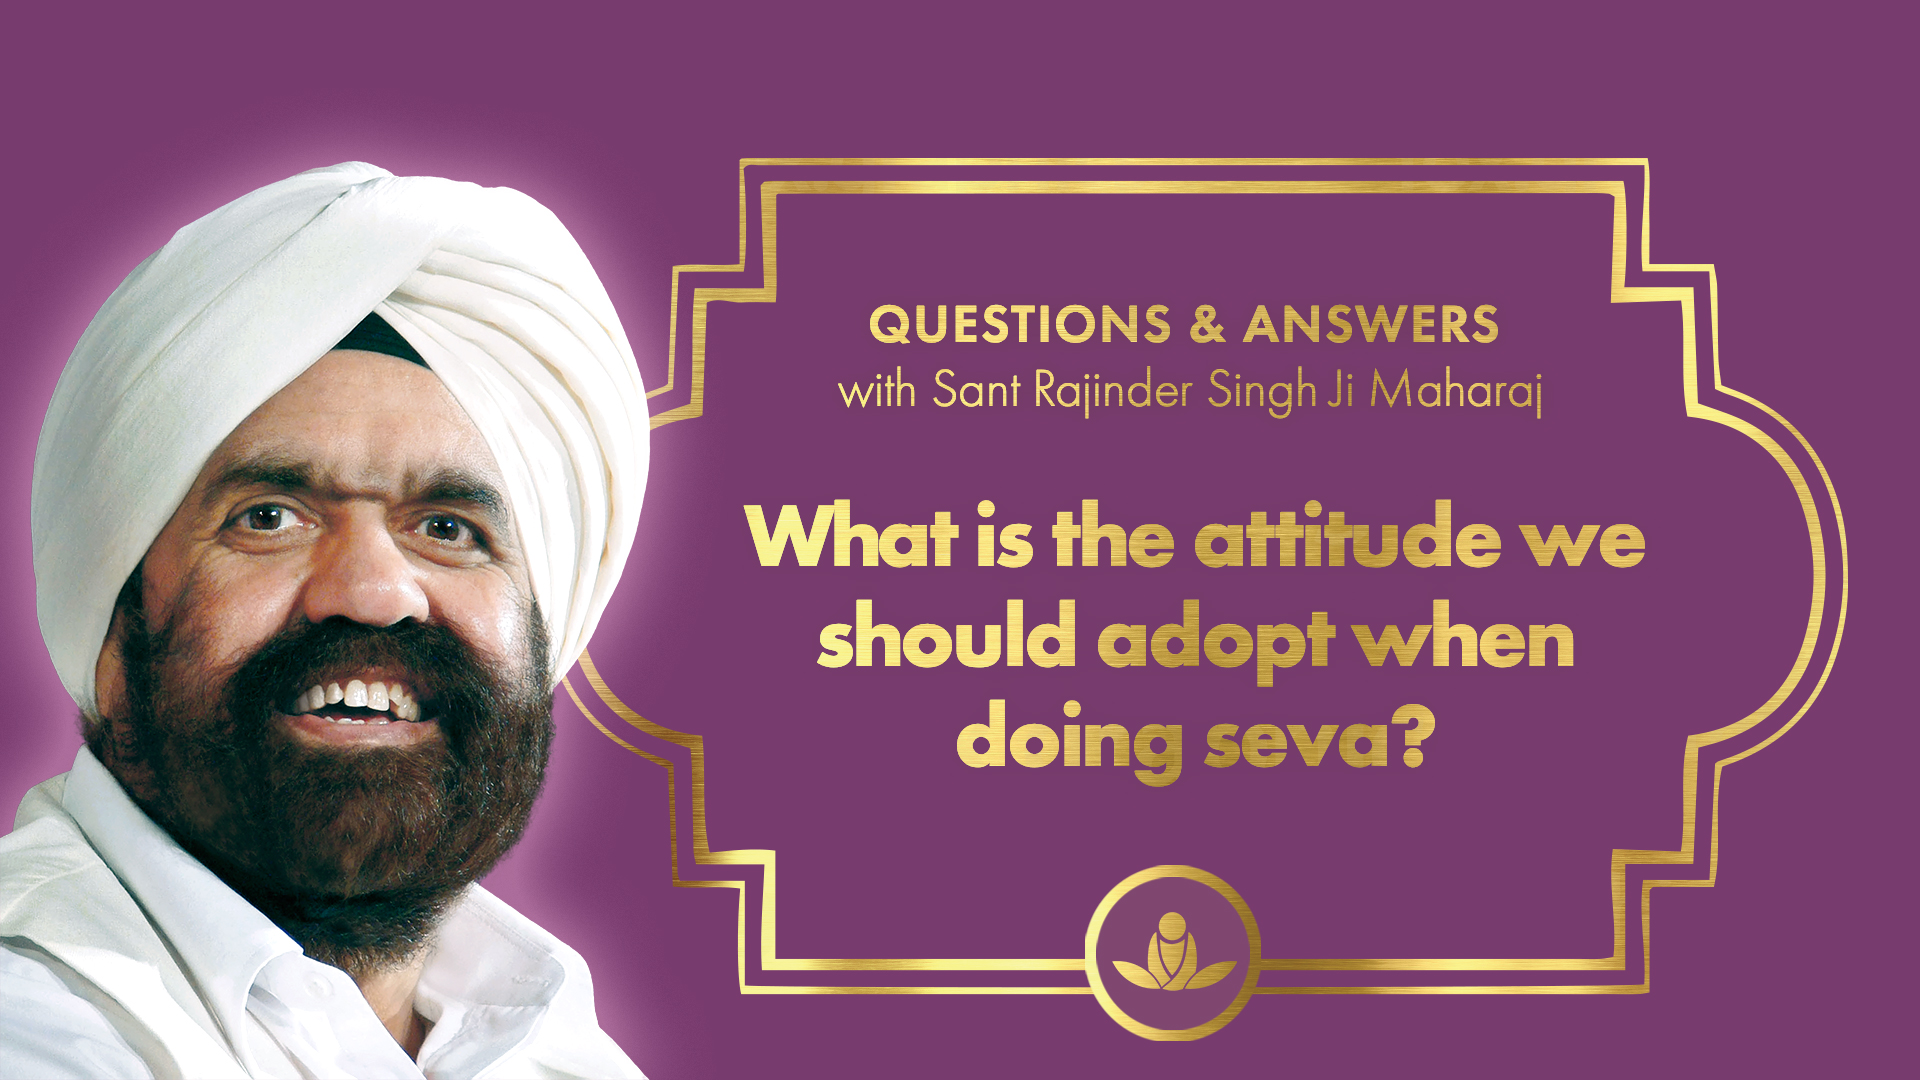 QUESTIONS & ANSWERS
with Sant Rajinder Singh Ji Maharaj
What is the attitude we
should adopt when
doing seva?